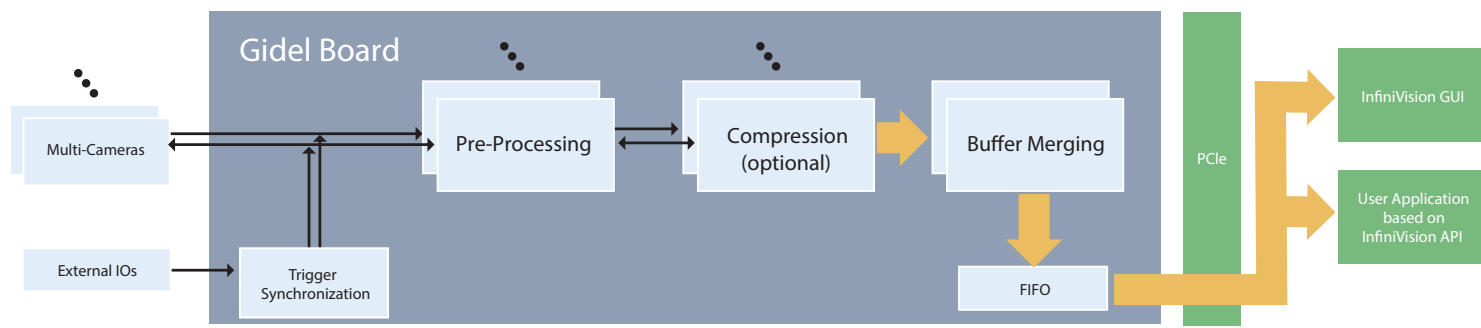 Gidel Board
Multi-Cameras
Pre-Processing
Compression
(optional)
Buffer Merging
PCIe
InfiniVision GUI
User Application
based on
InfiniVision API
External IOs
Trigger
Synchronization
FIFO